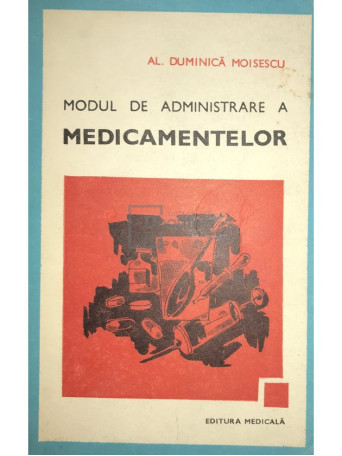 AL. DUMINICĂ MOISESCU
MODUL DE ADMINISTRARE A
MEDICAMENTELOR
EDITURA MEDICALĂ